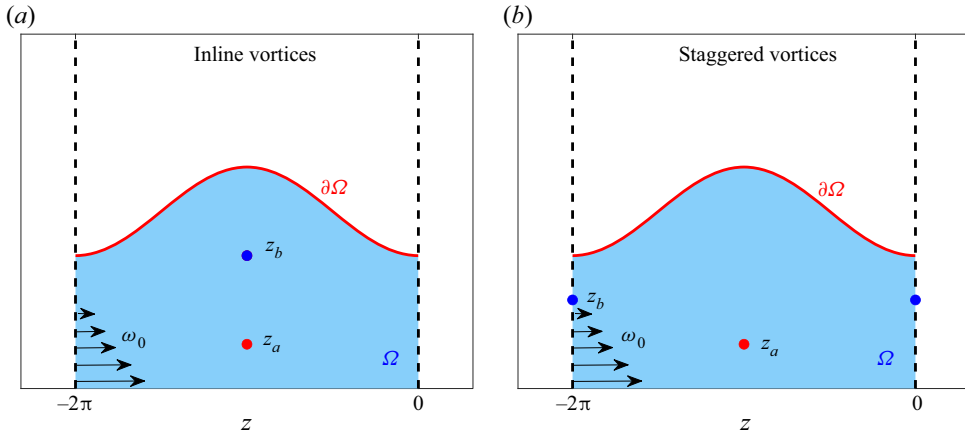 (a)
Inline vortices
∂Ω
z_b
ω_0
z_a
Ω
−2π
0
z
(b)
Staggered vortices
∂Ω
z_b
ω_0
z_a
Ω
−2π
0
z